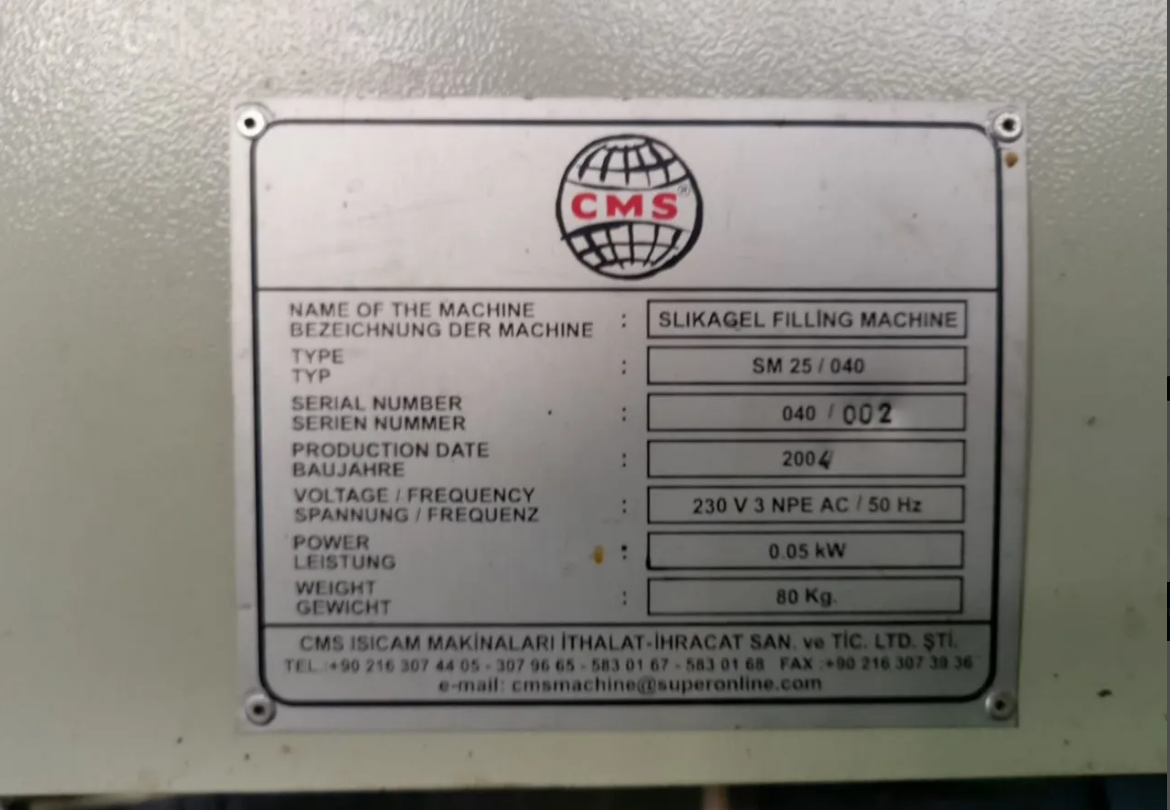 CMS®
NAME OF THE MACHINE
BEZEICHNUNG DER MACHINE : SLIKAGEL FILLİNG MACHINE
TYPE
TYP : SM 25 / 040
SERIAL NUMBER
SERIEN NUMMER : 040 / 002
PRODUCTION DATE
BAUJAHRE : 2004
VOLTAGE / FREQUENCY
SPANNUNG / FREQUENZ : 230 V 3 NPE AC / 50 Hz
POWER
LEISTUNG : 0.05 kW
WEIGHT
GEWICHT : 80 Kg.
CMS ISICAM MAKİNALARI İTHALAT-İHRACAT SAN. ve TİC. LTD. ŞTİ.
TEL :+90 216 307 44 05 - 307 96 65 - 583 01 67 - 583 01 68 FAX :+90 216 307 39 36
e-mail: cmsmachine@superonline.com